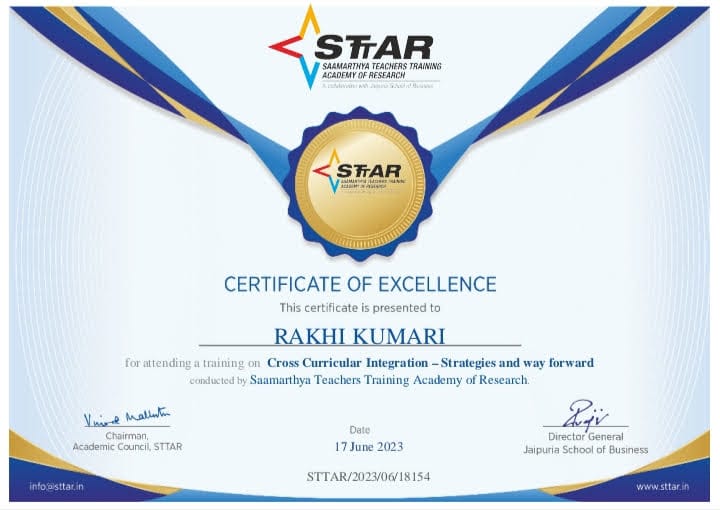 STTAR
SAAMARTHYA TEACHERS TRAINING
ACADEMY OF RESEARCH
A collaboration with Jaipuria School of Business
STTAR
SAAMARTHYA TEACHERS TRAINING
ACADEMY OF RESEARCH
CERTIFICATE OF EXCELLENCE
This certificate is presented to
RAKHI KUMARI
for attending a training on Cross Curricular Integration – Strategies and way forward
conducted by Saamarthya Teachers Training Academy of Research.
Chairman,
Academic Council, STTAR
Date
17 June 2023
Director General
Jaipuria School of Business
STTAR/2023/06/18154
info@sttar.in
www.sttar.in